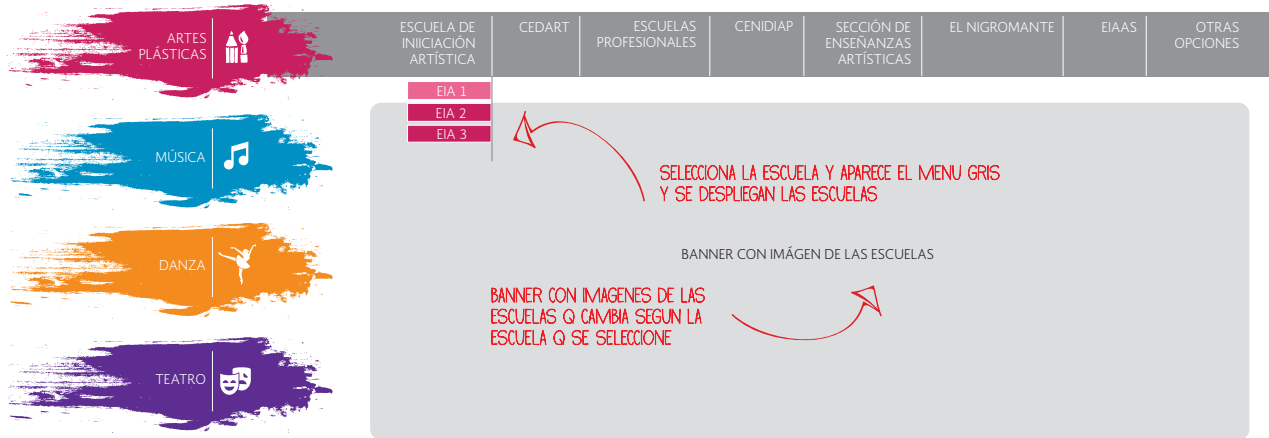 ARTES
PLÁSTICAS
MÚSICA
DANZA
TEATRO
ESCUELA DE
INIICIACIÓN
ARTÍSTICA
CEDART
ESCUELAS
PROFESIONALES
CENIDIAP
SECCIÓN DE
ENSEÑANZAS
ARTÍSTICAS
EL NIGROMANTE
EIAAS
OTRAS
OPCIONES
EIA 1
EIA 2
EIA 3
SELECCIONA LA ESCUELA Y APARECE EL MENU GRIS
Y SE DESPLIEGAN LAS ESCUELAS
BANNER CON IMÁGEN DE LAS ESCUELAS
BANNER CON IMAGENES DE LAS
ESCUELAS Q CAMBIA SEGUN LA
ESCUELA Q SE SELECCIONE